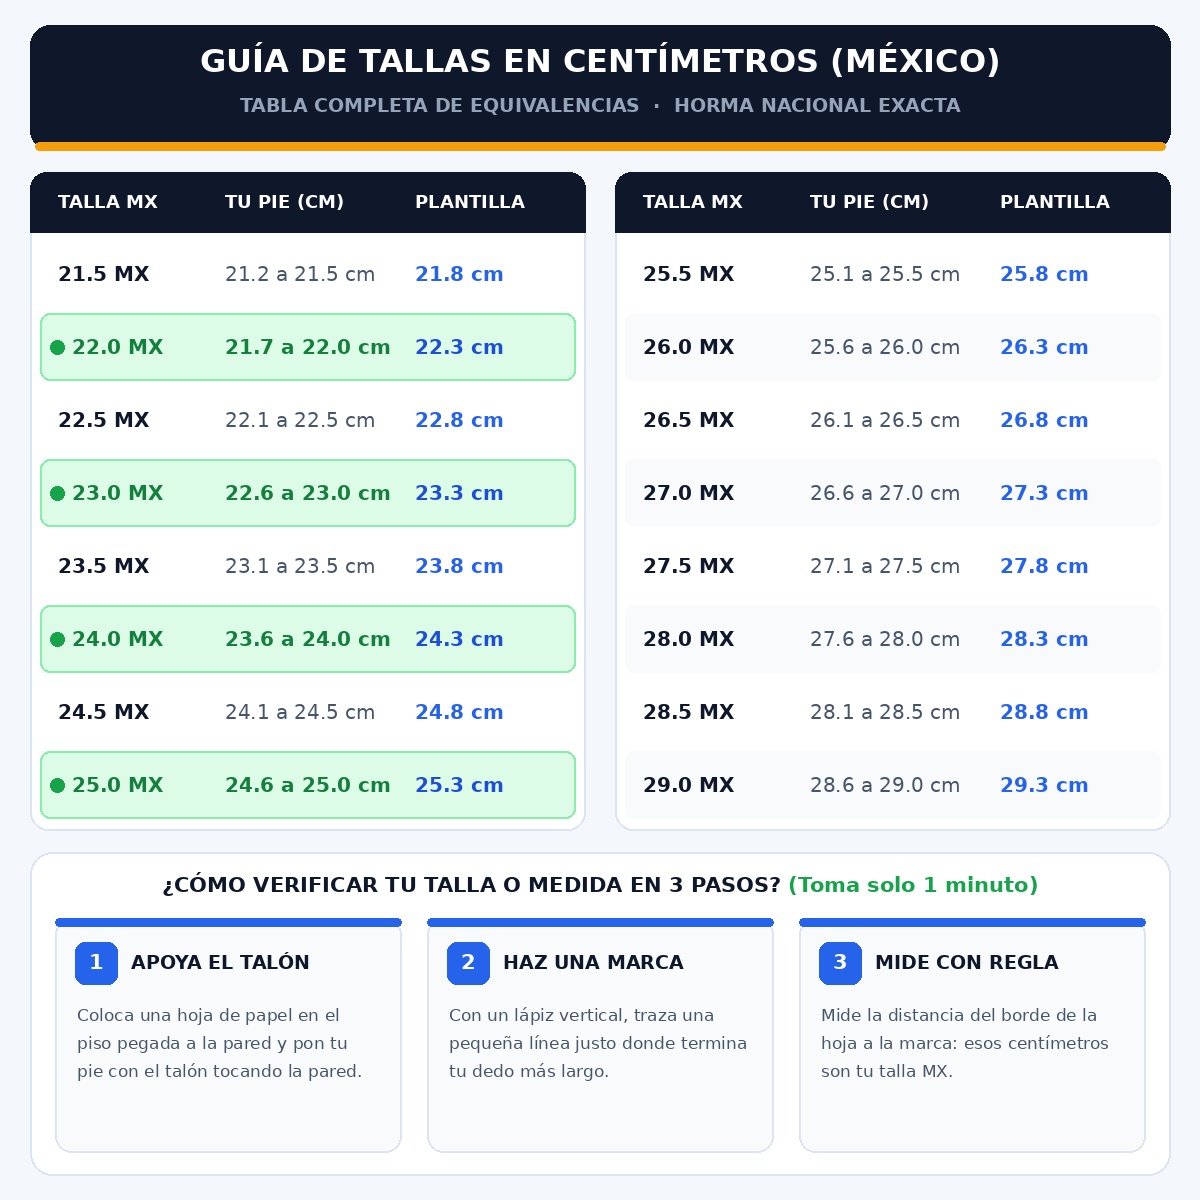 GUÍA DE TALLAS EN CENTÍMETROS (MÉXICO)
TABLA COMPLETA DE EQUIVALENCIAS · HORMA NACIONAL EXACTA
TALLA MX TU PIE (CM) PLANTILLA
21.5 MX 21.2 a 21.5 cm 21.8 cm
22.0 MX 21.7 a 22.0 cm 22.3 cm
22.5 MX 22.1 a 22.5 cm 22.8 cm
23.0 MX 22.6 a 23.0 cm 23.3 cm
23.5 MX 23.1 a 23.5 cm 23.8 cm
24.0 MX 23.6 a 24.0 cm 24.3 cm
24.5 MX 24.1 a 24.5 cm 24.8 cm
25.0 MX 24.6 a 25.0 cm 25.3 cm
TALLA MX TU PIE (CM) PLANTILLA
25.5 MX 25.1 a 25.5 cm 25.8 cm
26.0 MX 25.6 a 26.0 cm 26.3 cm
26.5 MX 26.1 a 26.5 cm 26.8 cm
27.0 MX 26.6 a 27.0 cm 27.3 cm
27.5 MX 27.1 a 27.5 cm 27.8 cm
28.0 MX 27.6 a 28.0 cm 28.3 cm
28.5 MX 28.1 a 28.5 cm 28.8 cm
29.0 MX 28.6 a 29.0 cm 29.3 cm
¿CÓMO VERIFICAR TU TALLA O MEDIDA EN 3 PASOS? (Toma solo 1 minuto)
1 APOYA EL TALÓN
Coloca una hoja de papel en el
piso pegada a la pared y pon tu
pie con el talón tocando la pared.
2 HAZ UNA MARCA
Con un lápiz vertical, traza una
pequeña línea justo donde termina
tu dedo más largo.
3 MIDE CON REGLA
Mide la distancia del borde de la
hoja a la marca: esos centímetros
son tu talla MX.